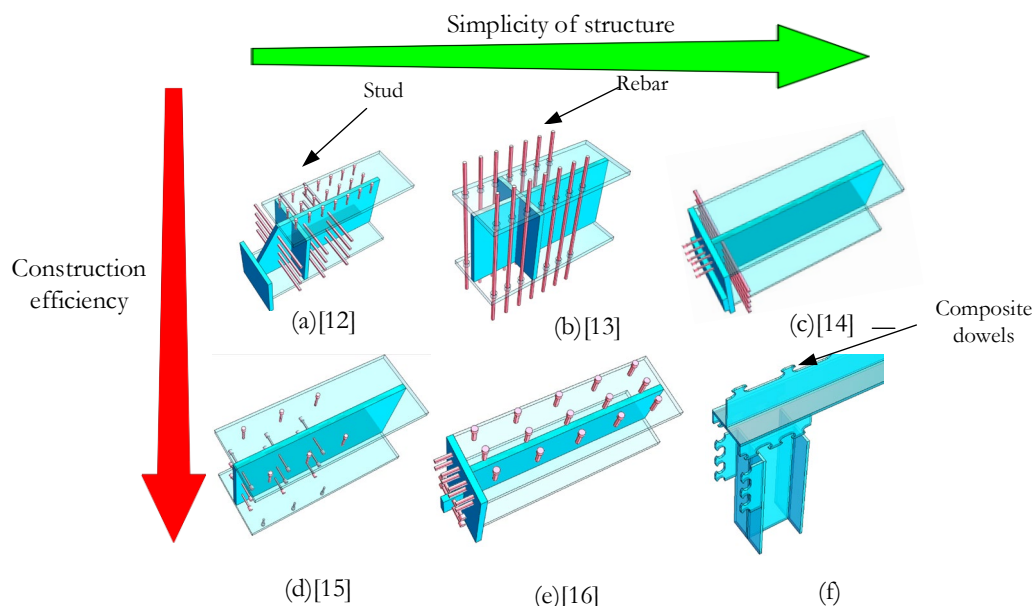 Simplicity of structure
Stud
Rebar
Construction
efficiency
(a)[12]
(b)[13]
(c)[14]
Composite
dowels
(d)[15]
(e)[16]
(f)